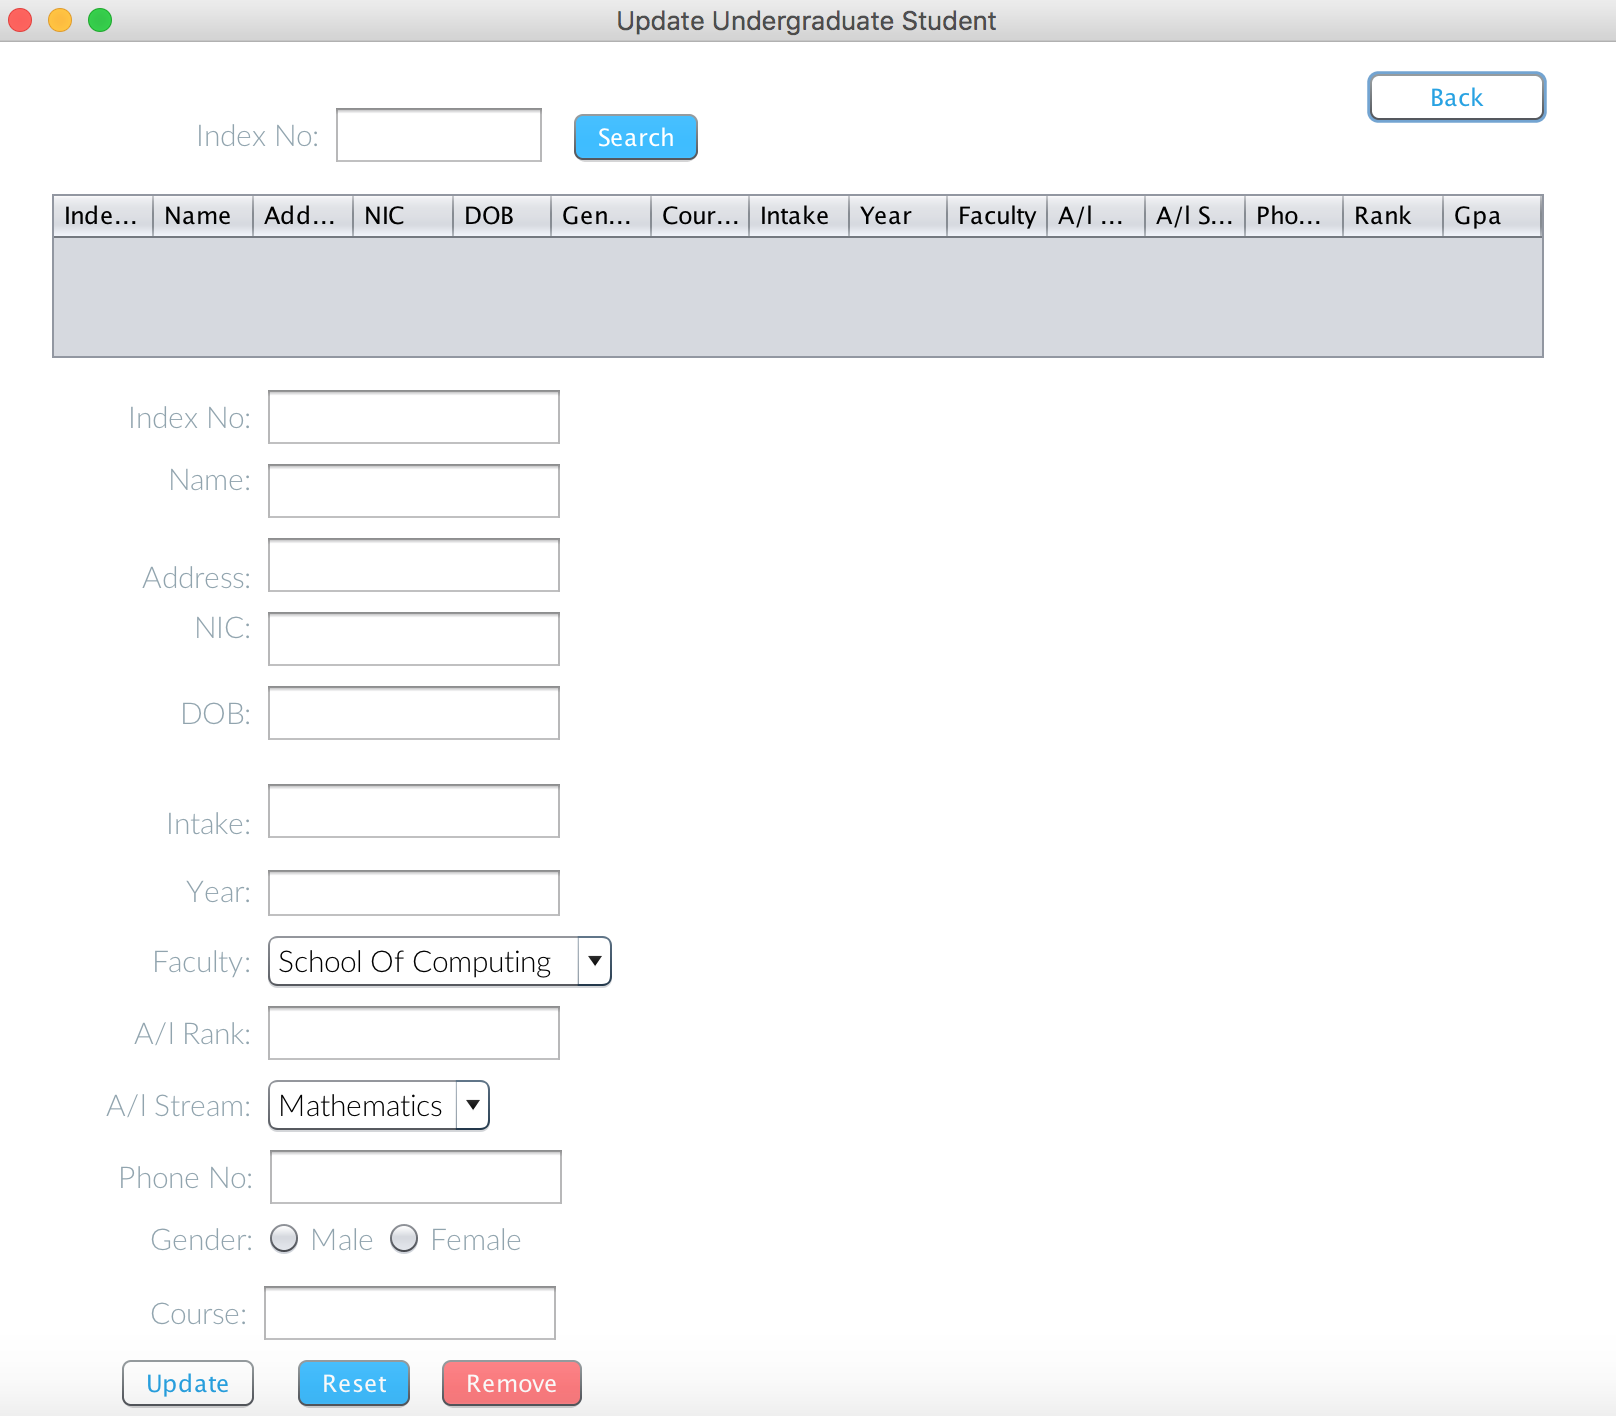 Update Undergraduate Student
Back
Index No:
Search
Inde... Name Add... NIC DOB Gen... Cour... Intake Year Faculty A/l ... A/l S... Pho... Rank Gpa
Index No:
Name:
Address:
NIC:
DOB:
Intake:
Year:
Faculty: School Of Computing
A/l Rank:
A/l Stream: Mathematics
Phone No:
Gender: Male Female
Course:
Update Reset Remove